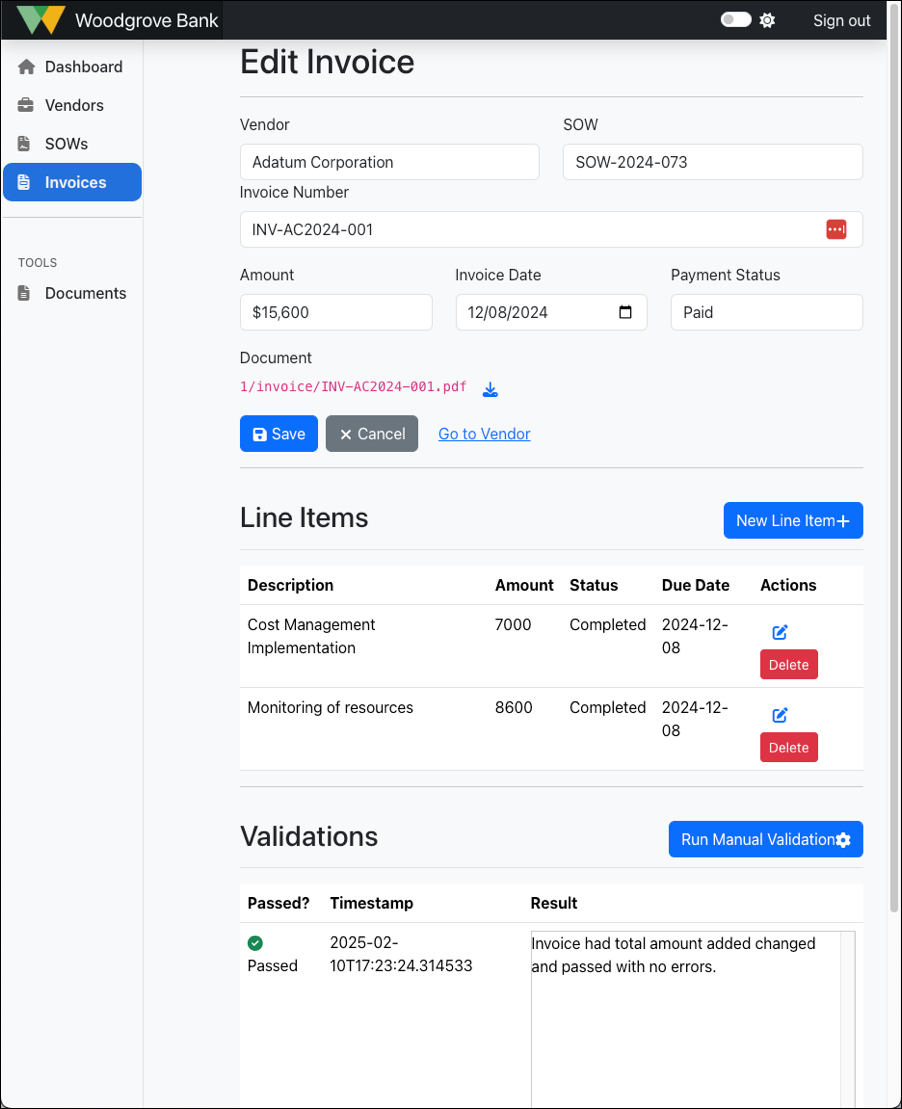 Woodgrove Bank
Sign out
Dashboard
Vendors
SOWs
Invoices
TOOLS
Documents
Edit Invoice
Vendor SOW
Adatum Corporation SOW-2024-073
Invoice Number
INV-AC2024-001
Amount Invoice Date Payment Status
$15,600 12/08/2024 Paid
Document
1/invoice/INV-AC2024-001.pdf
Save Cancel Go to Vendor
Line Items New Line Item+
Description Amount Status Due Date Actions
Cost Management 7000 Completed 2024-12-
Implementation 08
Delete
Monitoring of resources 8600 Completed 2024-12-
08
Delete
Validations Run Manual Validation
Passed? Timestamp Result
2025-02- Invoice had total amount added changed
Passed 10T17:23:24.314533 and passed with no errors.